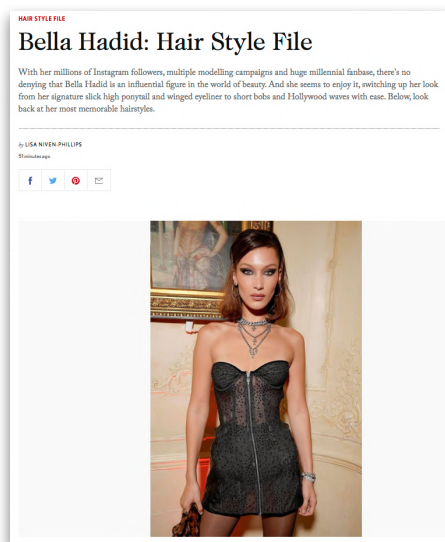 HAIR STYLE FILE
Bella Hadid: Hair Style File
With her millions of Instagram followers, multiple modelling campaigns and huge millennial fanbase, there's no
denying that Bella Hadid is an influential figure in the world of beauty. And she seems to enjoy it, switching up her look
from her signature slick high ponytail and winged eyeliner to short bobs and Hollywood waves with ease. Below, look
back at her most memorable hairstyles.
by LISA NIVEN-PHILLIPS
51 minutes ago